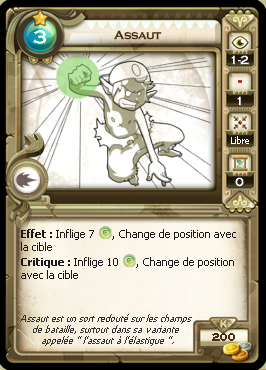 Assaut
3
1-2
1
Libre
0
Effet : Inflige 7 , Change de position avec
la cible
Critique : Inflige 10 , Change de position
avec la cible
Assaut est un sort redouté sur les champs
de bataille, surtout dans sa variante
appelée " l'assaut à l'élastique ".
K
200